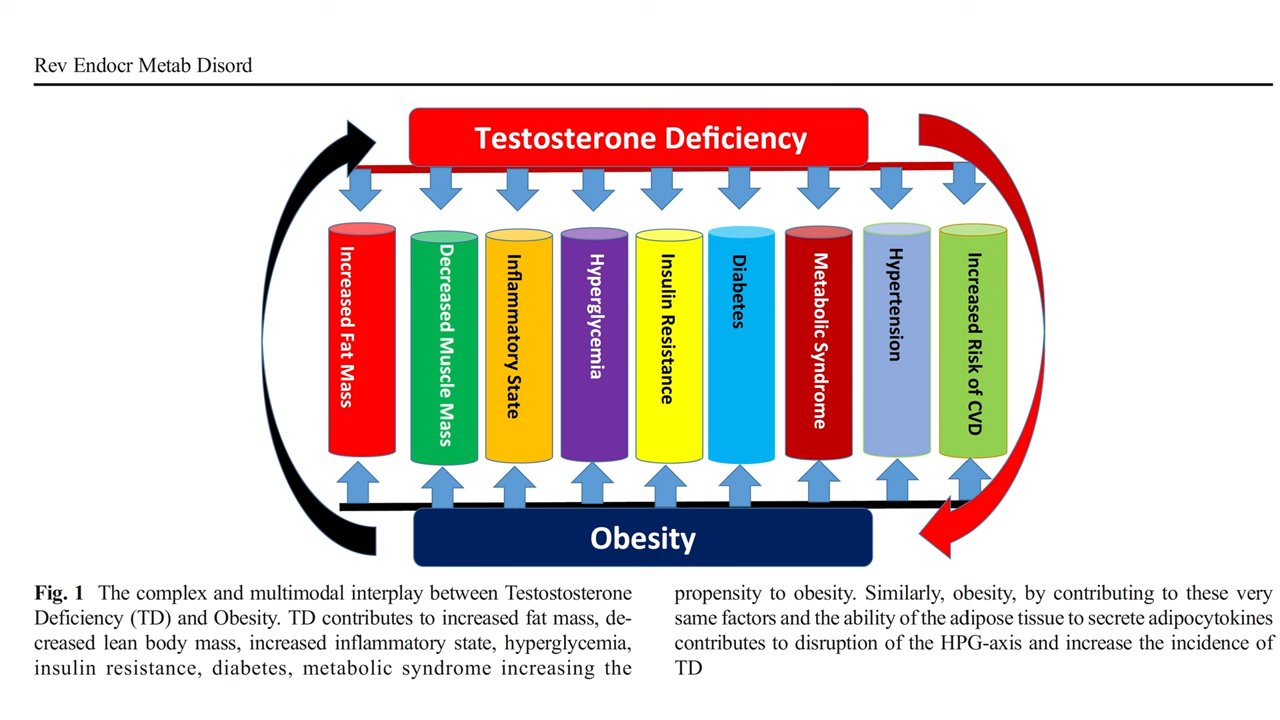 Rev Endocr Metab Disord
Testosterone Deficiency
Increased Fat Mass
Decreased Muscle Mass
Inflammatory State
Hyperglycemia
Insulin Resistance
Diabetes
Metabolic Syndrome
Hypertension
Increased Risk of CVD
Obesity
Fig. 1 The complex and multimodal interplay between Testostosterone
Deficiency (TD) and Obesity. TD contributes to increased fat mass, de-
creased lean body mass, increased inflammatory state, hyperglycemia,
insulin resistance, diabetes, metabolic syndrome increasing the
propensity to obesity. Similarly, obesity, by contributing to these very
same factors and the ability of the adipose tissue to secrete adipocytokines
contributes to disruption of the HPG-axis and increase the incidence of
TD